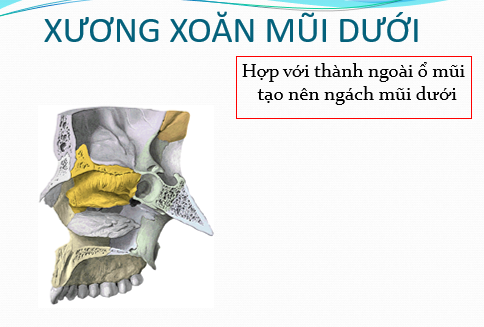 XƯƠNG XOĂN MŨI DƯỚI
Hợp với thành ngoài ổ mũi
tạo nên ngách mũi dưới